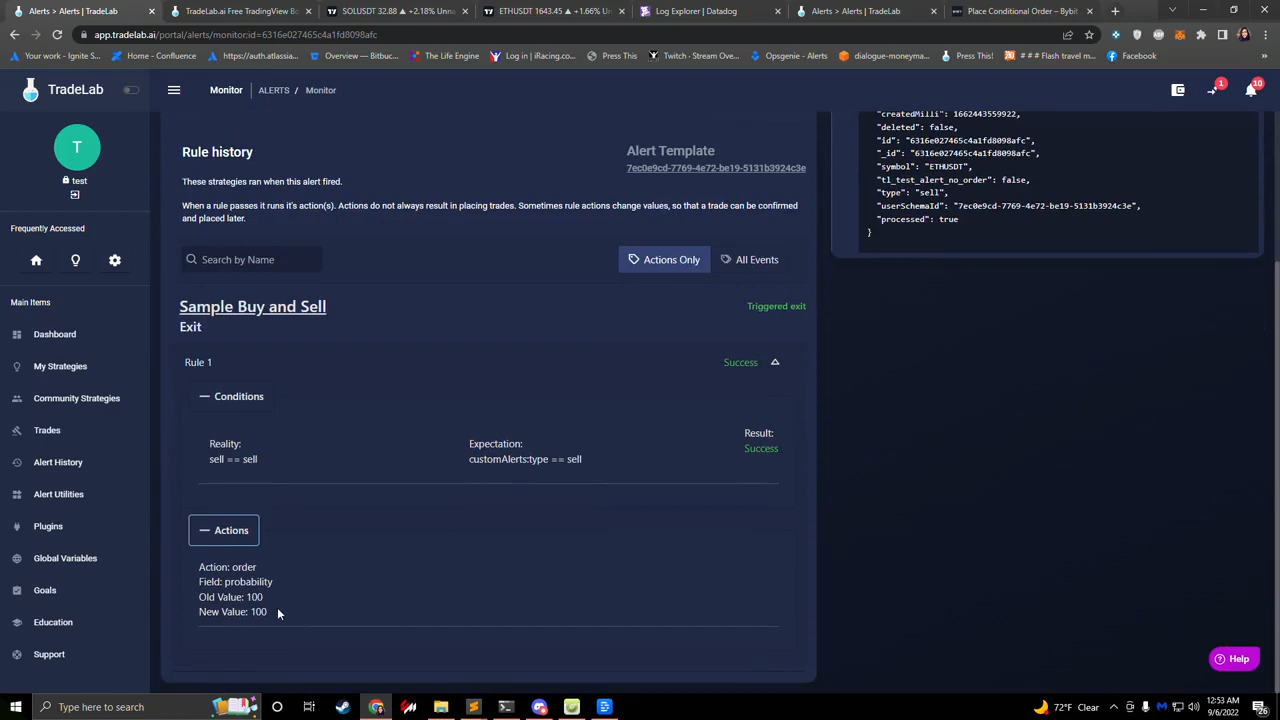 Alerts > Alerts | TradeLab
TradeLab.ai Free TradingView Bo
SOLUSDT 32.88 ▲ +2.18% Unna
ETHUSDT 1643.45 ▲ +1.66% Un
Log Explorer | Datadog
Alerts > Alerts | TradeLab
Place Conditional Order – Bybit
app.tradelab.ai/portal/alerts/monitor;id=6316e027465c4a1fd8098afc
Your work - Ignite S...
Home - Confluence
https://auth.atlassia...
Overview — Bitbuc...
The Life Engine
Log in | iRacing.co...
Press This
Twitch - Stream Ove...
Opsgenie - Alerts
dialogue-moneyma...
Press This!
# # # Flash travel m...
Facebook
TradeLab
Monitor
ALERTS / Monitor
1
10
T
test
Frequently Accessed
Main Items
Dashboard
My Strategies
Community Strategies
Trades
Alert History
Alert Utilities
Plugins
Global Variables
Goals
Education
Support
Rule history
Alert Template
7ec0e9cd-7769-4e72-be19-5131b3924c3e
These strategies ran when this alert fired.
When a rule passes it runs it's action(s). Actions do not always result in placing trades. Sometimes rule actions change values, so that a trade can be confirmed
and placed later.
Search by Name
Actions Only
All Events
Sample Buy and Sell
Triggered exit
Exit
Rule 1
Success
Conditions
Reality:
sell == sell
Expectation:
customAlerts:type == sell
Result:
Success
Actions
Action: order
Field: probability
Old Value: 100
New Value: 100
"createdMilli": 1662443559922,
"deleted": false,
"id": "6316e027465c4a1fd8098afc",
"_id": "6316e027465c4a1fd8098afc",
"symbol": "ETHUSDT",
"tl_test_alert_no_order": false,
"type": "sell",
"userSchemaId": "7ec0e9cd-7769-4e72-be19-5131b3924c3e",
"processed": true
}
Help
Type here to search
72°F Clear
12:53 AM
9/6/2022
26